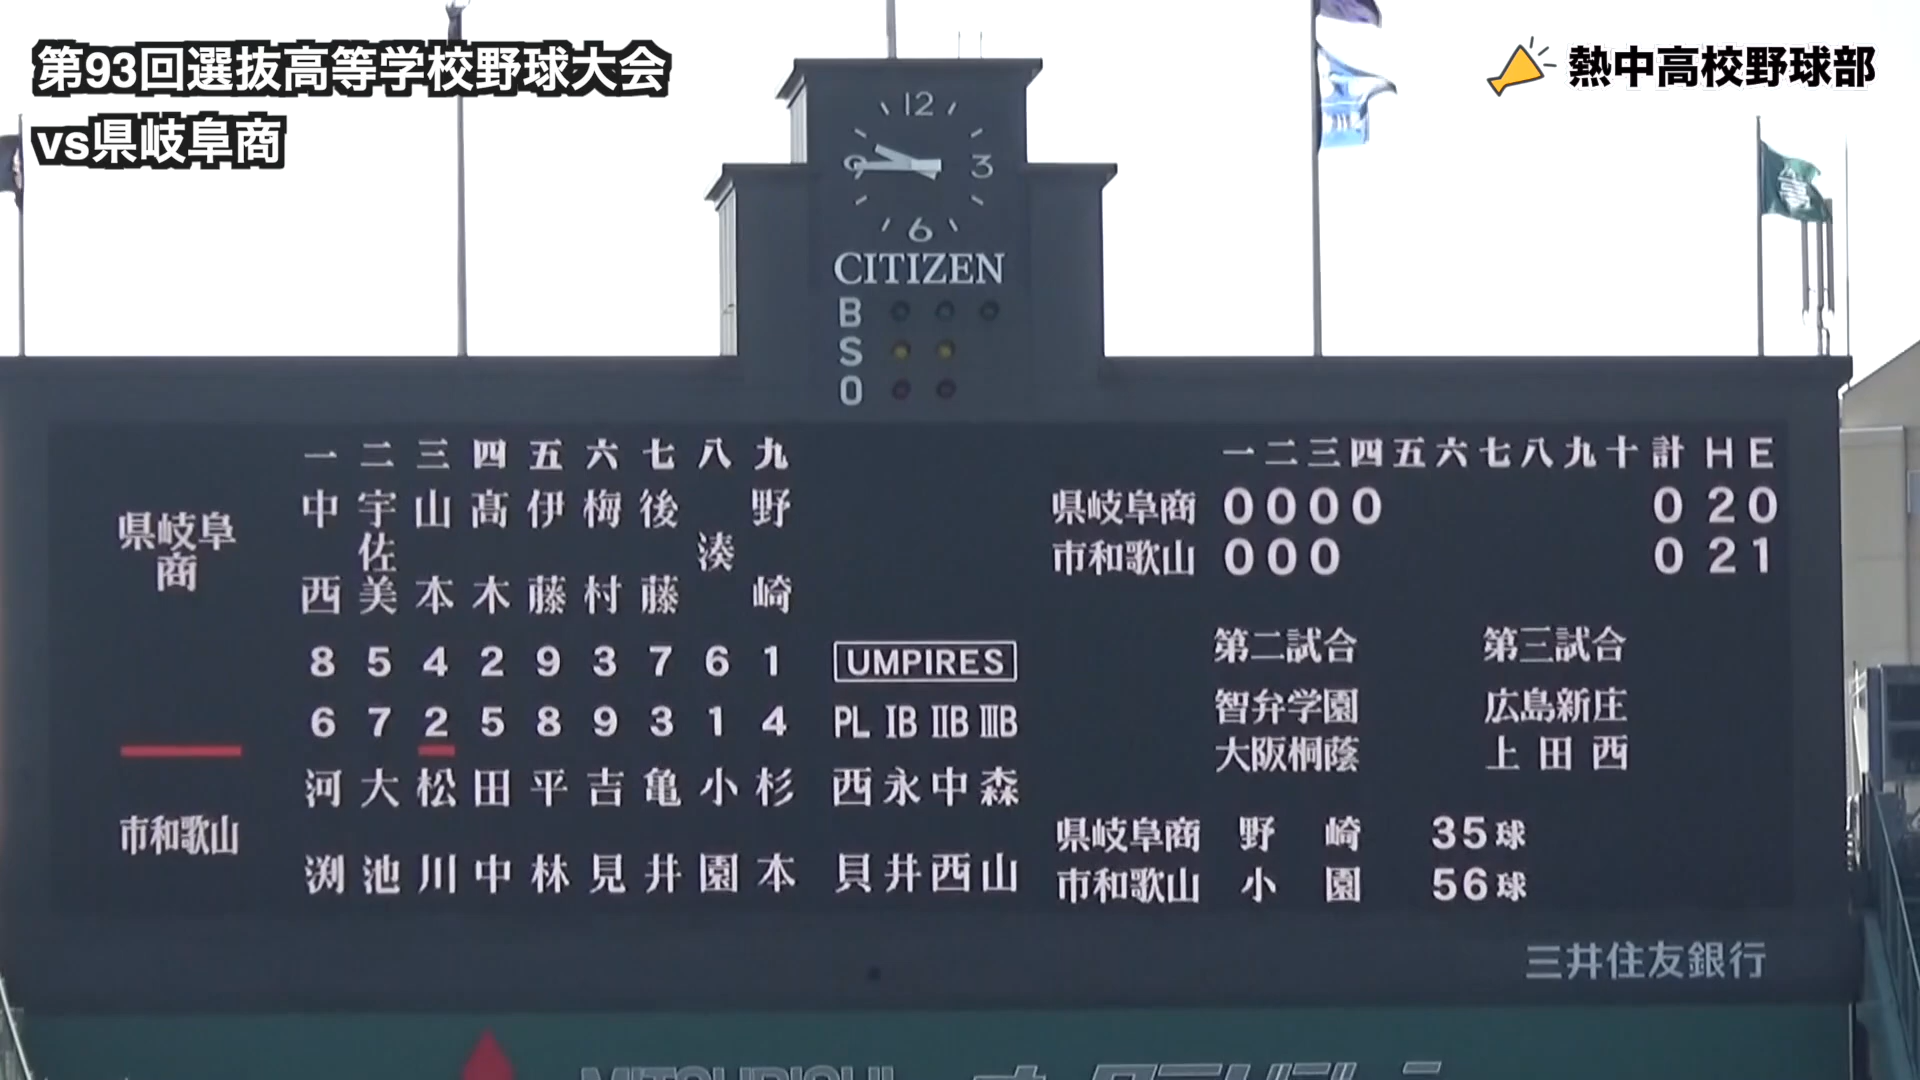 第93回選抜高等学校野球大会
vs県岐阜商
熱中高校野球部
12
9 3
6
CITIZEN
B
S
O
一 二 三 四 五 六 七 八 九
県岐阜商
中西 宇佐美 山本 髙木 伊藤 梅村 後藤 湊 野崎
8 5 4 2 9 3 7 6 1
6 7 2 5 8 9 3 1 4
市和歌山
河渕 大池 松川 田中 平林 吉見 亀井 小園 杉本
UMPIRES
PL IB IIB IIIB
西貝 永井 中西 森山
一 二 三 四 五 六 七 八 九 十 計 H E
県岐阜商 0 0 0 0 0 2 0
市和歌山 0 0 0 0 2 1
第二試合 第三試合
智弁学園 広島新庄
大阪桐蔭 上田西
県岐阜商 野崎 35球
市和歌山 小園 56球
三井住友銀行